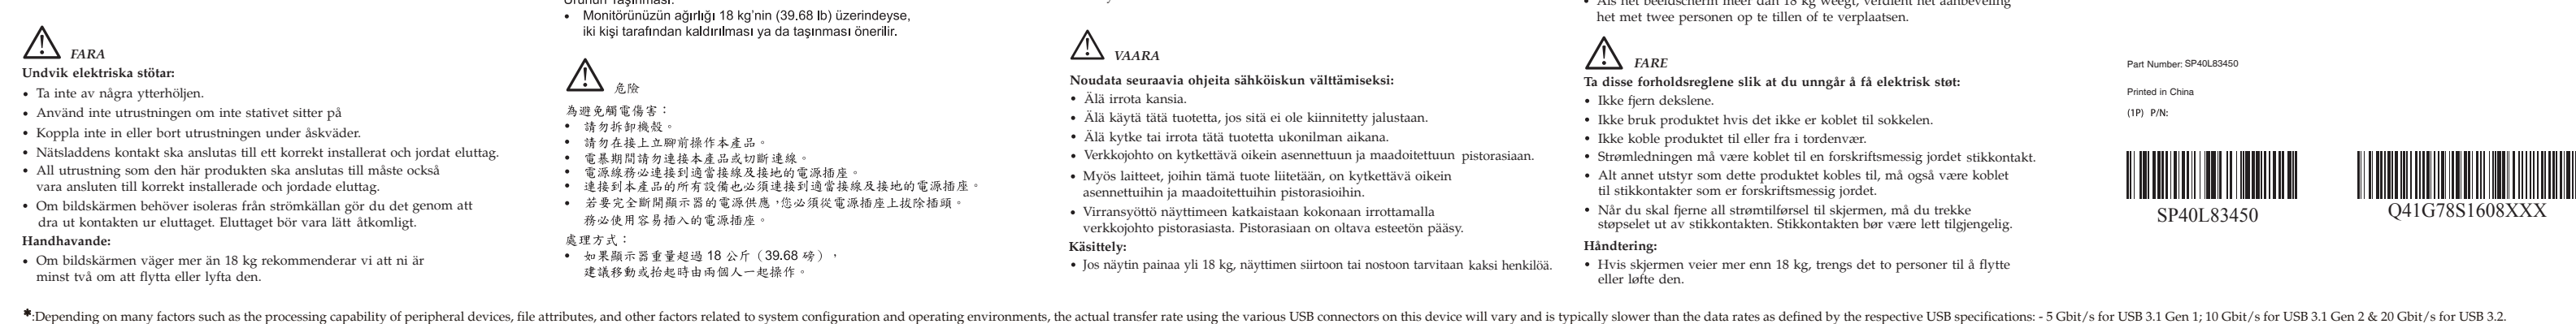 FARA
Undvik elektriska stötar:
• Ta inte av några ytterhöljen.
• Använd inte utrustningen om inte stativet sitter på
• Koppla inte in eller bort utrustningen under åskväder.
• Nätsladdens kontakt ska anslutas till ett korrekt installerat och jordat eluttag.
• All utrustning som den här produkten ska anslutas till måste också
vara ansluten till korrekt installerade och jordade eluttag.
• Om bildskärmen behöver isoleras från strömkällan gör du det genom att
dra ut kontakten ur eluttaget. Eluttaget bör vara lätt åtkomligt.
Handhavande:
• Om bildskärmen väger mer än 18 kg rekommenderar vi att ni är
minst två om att flytta eller lyfta den.
• Monitörünüzün ağırlığı 18 kg'nin (39.68 lb) üzerindeyse,
iki kişi tarafından kaldırılması ya da taşınması önerilir.
危險
為避免觸電傷害：
• 請勿拆卸機殼。
• 請勿在接上立腳前操作本產品。
• 電暴期間請勿連接本產品或切斷連線。
• 電源線務必連接到適當接線及接地的電源插座。
• 連接到本產品的所有設備也必須連接到適當接線及接地的電源插座。
• 若要完全斷開顯示器的電源供應，您必須從電源插座上拔除插頭。
務必使用容易插入的電源插座。
處理方式：
• 如果顯示器重量超過 18 公斤（39.68 磅），
建議移動或抬起時由兩個人一起操作。
VAARA
Noudata seuraavia ohjeita sähköiskun välttämiseksi:
• Älä irrota kansia.
• Älä käytä tätä tuotetta, jos sitä ei ole kiinnitetty jalustaan.
• Älä kytke tai irrota tätä tuotetta ukonilman aikana.
• Verkkojohto on kytkettävä oikein asennettuun ja maadoitettuun pistorasiaan.
• Myös laitteet, joihin tämä tuote liitetään, on kytkettävä oikein
asennettuihin ja maadoitettuihin pistorasioihin.
• Virransyöttö näyttimeen katkaistaan kokonaan irrottamalla
verkkojohto pistorasiasta. Pistorasiaan on oltava esteetön pääsy.
Käsittely:
• Jos näytin painaa yli 18 kg, näyttimen siirtoon tai nostoon tarvitaan kaksi henkilöä.
het met twee personen op te tillen of te verplaatsen.
FARE
Ta disse forholdsreglene slik at du unngår å få elektrisk støt:
• Ikke fjern dekslene.
• Ikke bruk produktet hvis det ikke er koblet til sokkelen.
• Ikke koble produktet til eller fra i tordenvær.
• Strømledningen må være koblet til en forskriftsmessig jordet stikkontakt.
• Alt annet utstyr som dette produktet kobles til, må også være koblet
til stikkontakter som er forskriftsmessig jordet.
• Når du skal fjerne all strømtilførsel til skjermen, må du trekke
støpselet ut av stikkontakten. Stikkontakten bør være lett tilgjengelig.
Håndtering:
• Hvis skjermen veier mer enn 18 kg, trengs det to personer til å flytte
eller løfte den.
Part Number: SP40L83450
Printed in China
(1P) P/N:
SP40L83450
Q41G78S1608XXX
*:Depending on many factors such as the processing capability of peripheral devices, file attributes, and other factors related to system configuration and operating environments, the actual transfer rate using the various USB connectors on this device will vary and is typically slower than the data rates as defined by the respective USB specifications: - 5 Gbit/s for USB 3.1 Gen 1; 10 Gbit/s for USB 3.1 Gen 2 & 20 Gbit/s for USB 3.2.